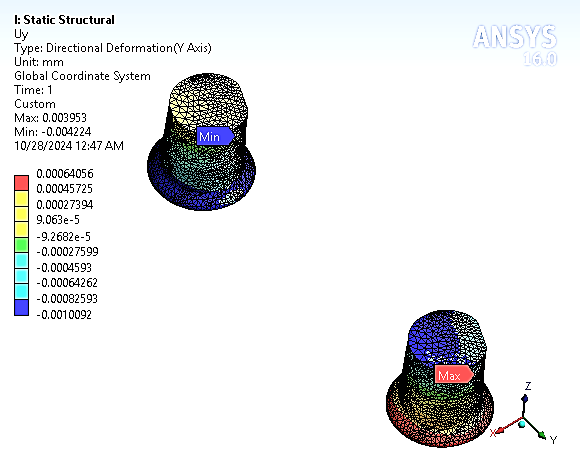 I: Static Structural
Uy
Type: Directional Deformation(Y Axis)
Unit: mm
Global Coordinate System
Time: 1
Custom
Max: 0.003953
Min: -0.004224
10/28/2024 12:47 AM
ANSYS
16.0
Min
0.00064056
0.00045725
0.00027394
9.063e-5
-9.2682e-5
-0.00027599
-0.0004593
-0.00064262
-0.00082593
-0.0010092
Max
Z
X
Y